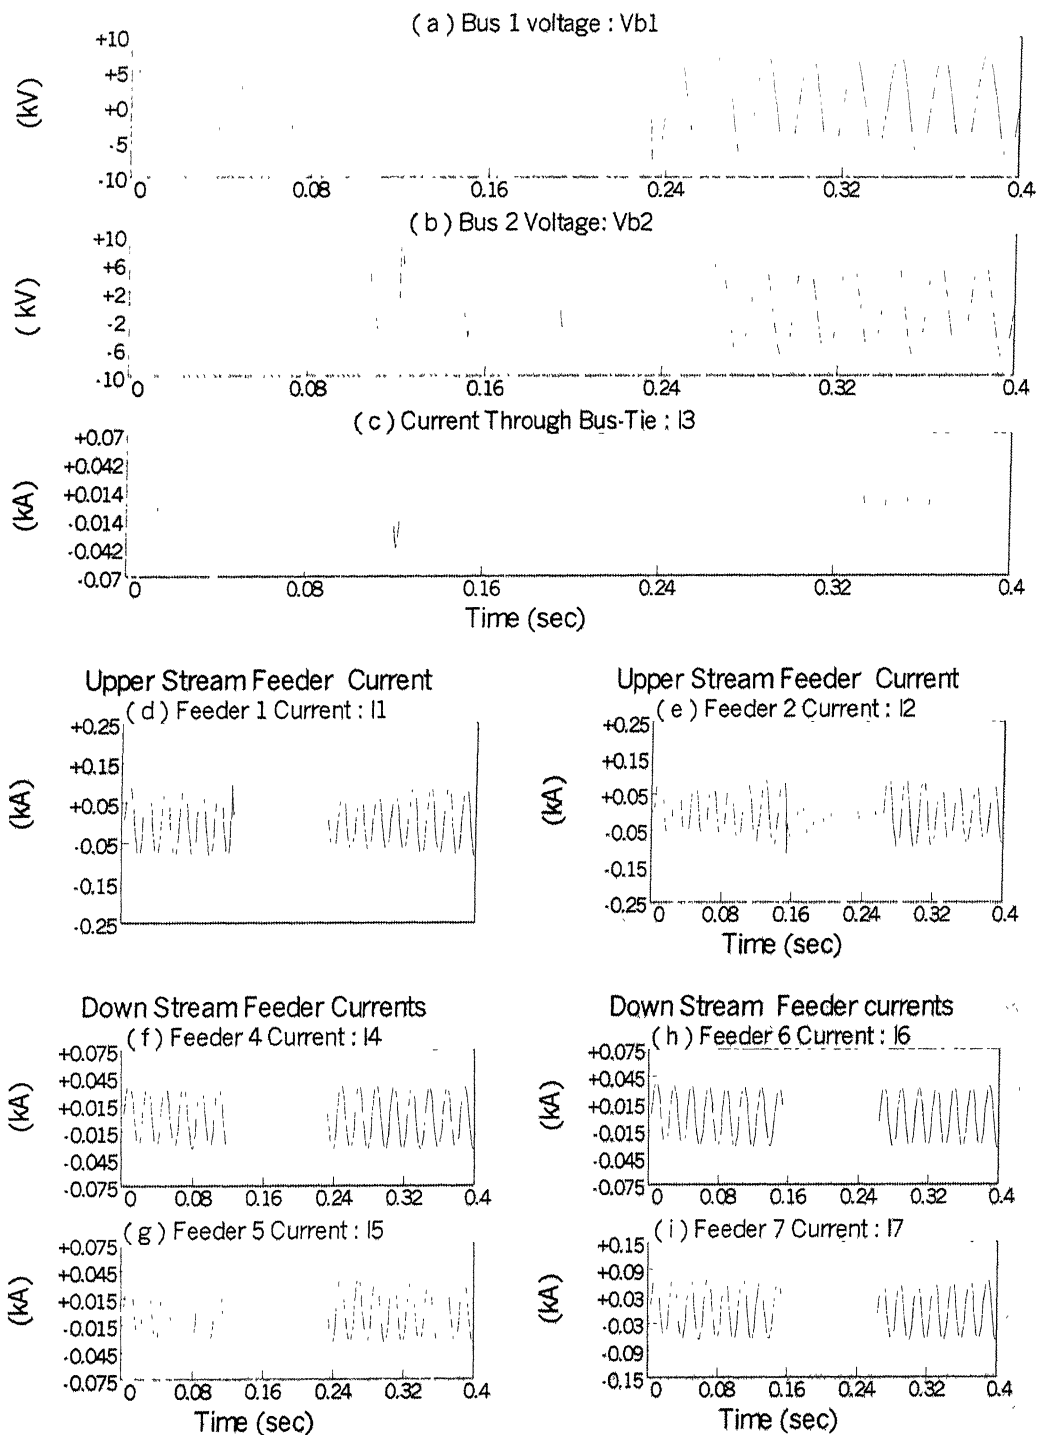 ( a ) Bus 1 voltage : Vb1
+10
+5
+0
-5
-10
(kV)
0 0.08 0.16 0.24 0.32 0.4
( b ) Bus 2 Voltage: Vb2
+10
+6
+2
-2
-6
-10
( kV)
0 0.08 0.16 0.24 0.32 0.4
( c ) Current Through Bus-Tie : I3
+0.07
+0.042
+0.014
-0.014
-0.042
-0.07
(kA)
0 0.08 0.16 0.24 0.32 0.4
Time (sec)
Upper Stream Feeder Current
( d ) Feeder 1 Current : I1
+0.25
+0.15
+0.05
-0.05
-0.15
-0.25
(kA)
Upper Stream Feeder Current
( e ) Feeder 2 Current : I2
+0.25
+0.15
+0.05
-0.05
-0.15
-0.25
(kA)
0 0.08 0.16 0.24 0.32 0.4
Time (sec)
Down Stream Feeder Currents
( f ) Feeder 4 Current : I4
+0.075
+0.045
+0.015
-0.015
-0.045
-0.075
(kA)
0 0.08 0.16 0.24 0.32 0.4
( g ) Feeder 5 Current : I5
+0.075
+0.045
+0.015
-0.015
-0.045
-0.075
(kA)
0 0.08 0.16 0.24 0.32 0.4
Time (sec)
Down Stream Feeder currents
( h ) Feeder 6 Current : I6
+0.075
+0.045
+0.015
-0.015
-0.045
-0.075
(kA)
0 0.08 0.16 0.24 0.32 0.4
( i ) Feeder 7 Current : I7
+0.15
+0.09
+0.03
-0.03
-0.09
-0.15
(kA)
0 0.08 0.16 0.24 0.32 0.4
Time (sec)